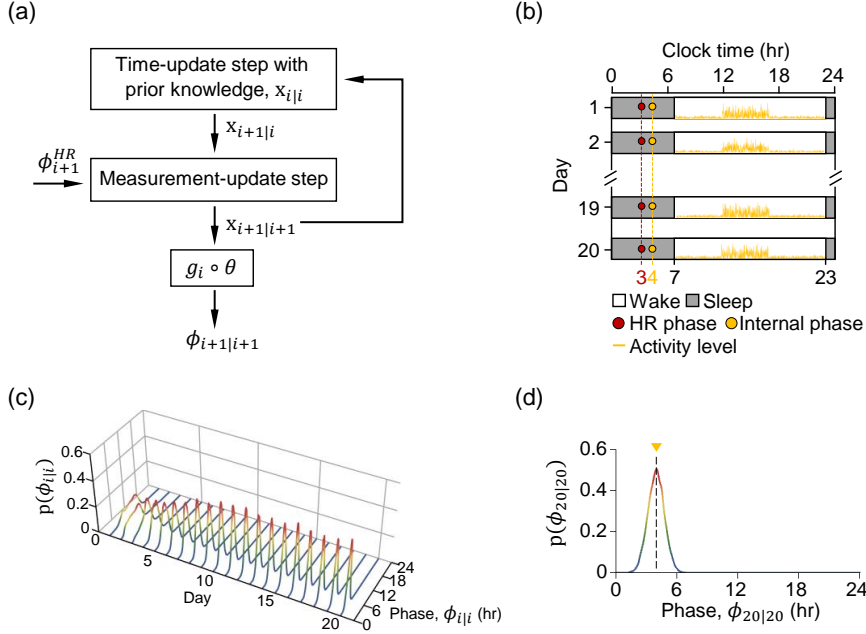 (a)
Time-update step with
prior knowledge, x_{i|i}
x_{i+1|i}
ϕ_{i+1}^{HR}
Measurement-update step
x_{i+1|i+1}
g_i ∘ θ
ϕ_{i+1|i+1}
(b)
Clock time (hr)
0 6 12 18 24
Day
1
2
19
20
3 4 7 23
Wake Sleep
HR phase Internal phase
Activity level
(c)
p(ϕ_{i|i})
0.6
0.4
0.2
0
0 5 10 15 20
Day
24
18
12
6
0
Phase, ϕ_{i|i} (hr)
(d)
p(ϕ_{20|20})
0.6
0.4
0.2
0
0 6 12 18 24
Phase, ϕ_{20|20} (hr)